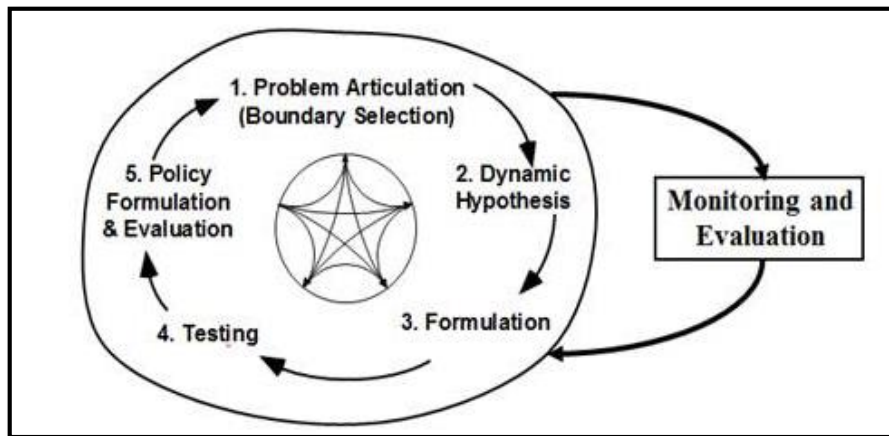 1. Problem Articulation
(Boundary Selection)
2. Dynamic
Hypothesis
3. Formulation
4. Testing
5. Policy
Formulation
& Evaluation
Monitoring and
Evaluation